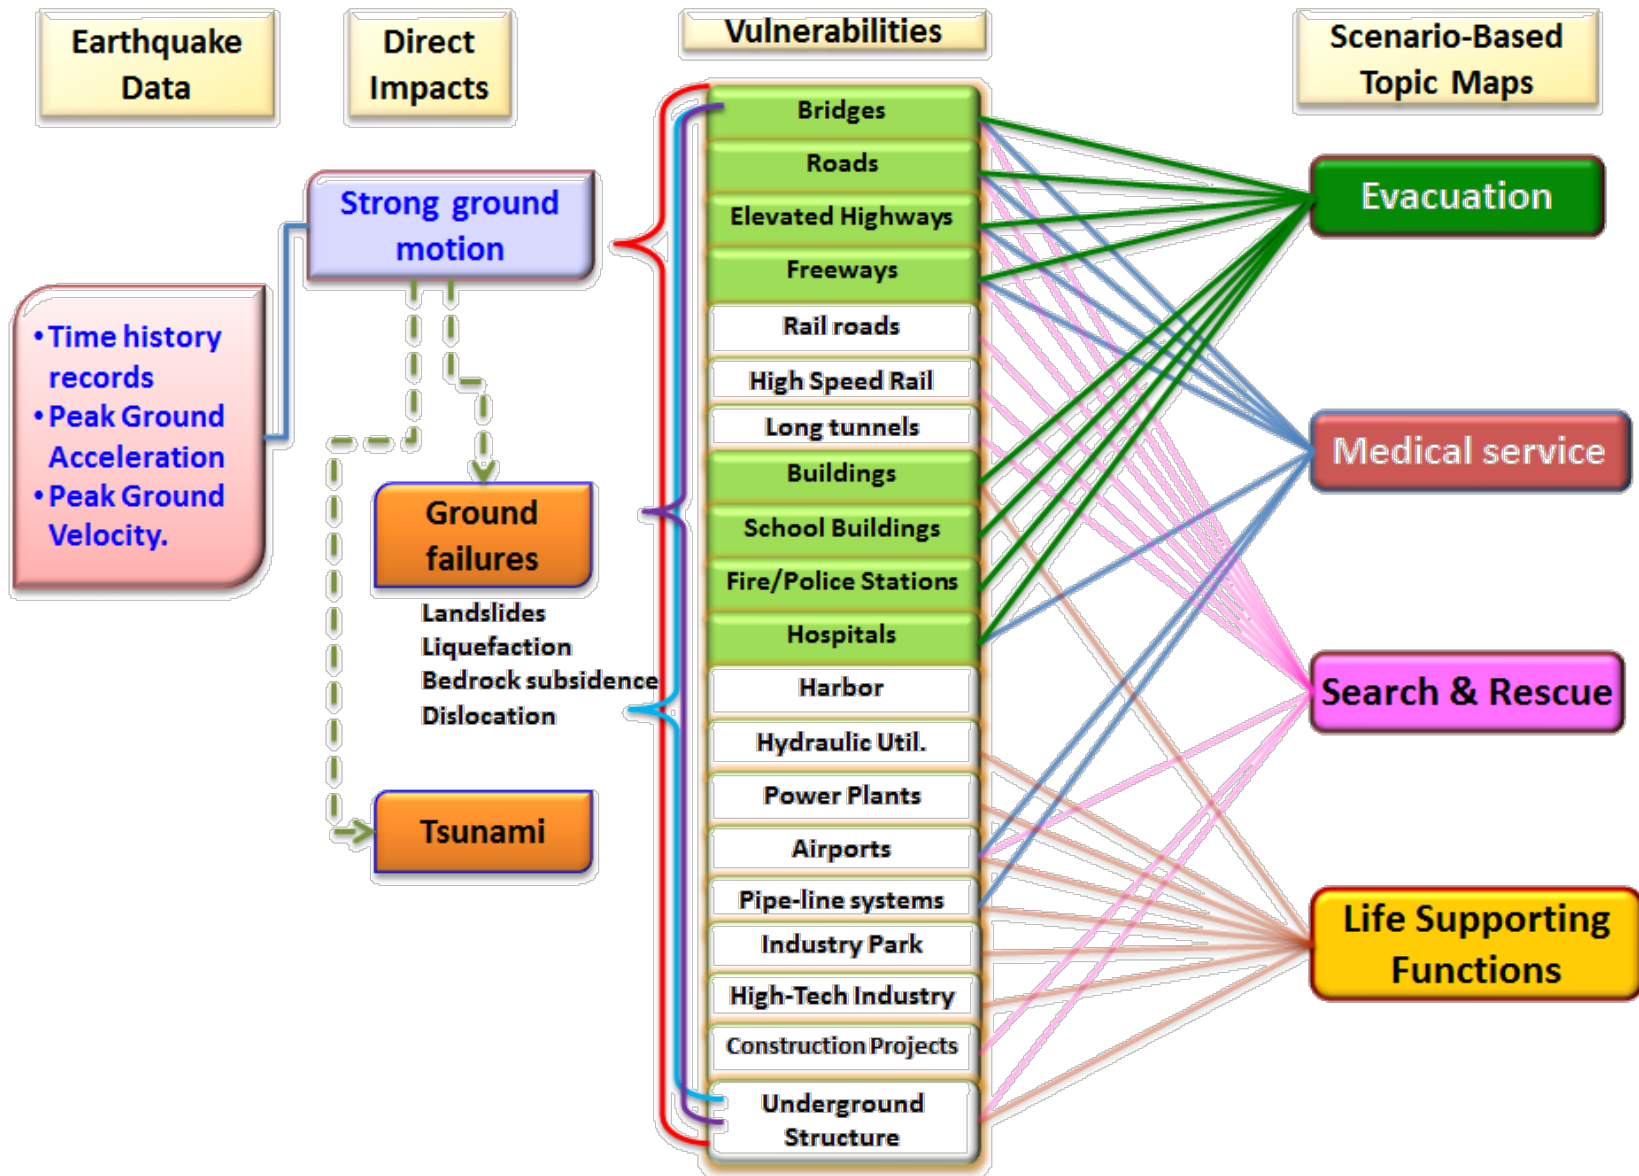 Earthquake
Data
Direct
Impacts
Vulnerabilities
Scenario-Based
Topic Maps
Strong ground
motion
• Time history
records
• Peak Ground
Acceleration
• Peak Ground
Velocity.
Ground
failures
Landslides
Liquefaction
Bedrock subsidence
Dislocation
Tsunami
Bridges
Roads
Elevated Highways
Freeways
Rail roads
High Speed Rail
Long tunnels
Buildings
School Buildings
Fire/Police Stations
Hospitals
Harbor
Hydraulic Util.
Power Plants
Airports
Pipe-line systems
Industry Park
High-Tech Industry
Construction Projects
Underground
Structure
Evacuation
Medical service
Search & Rescue
Life Supporting
Functions